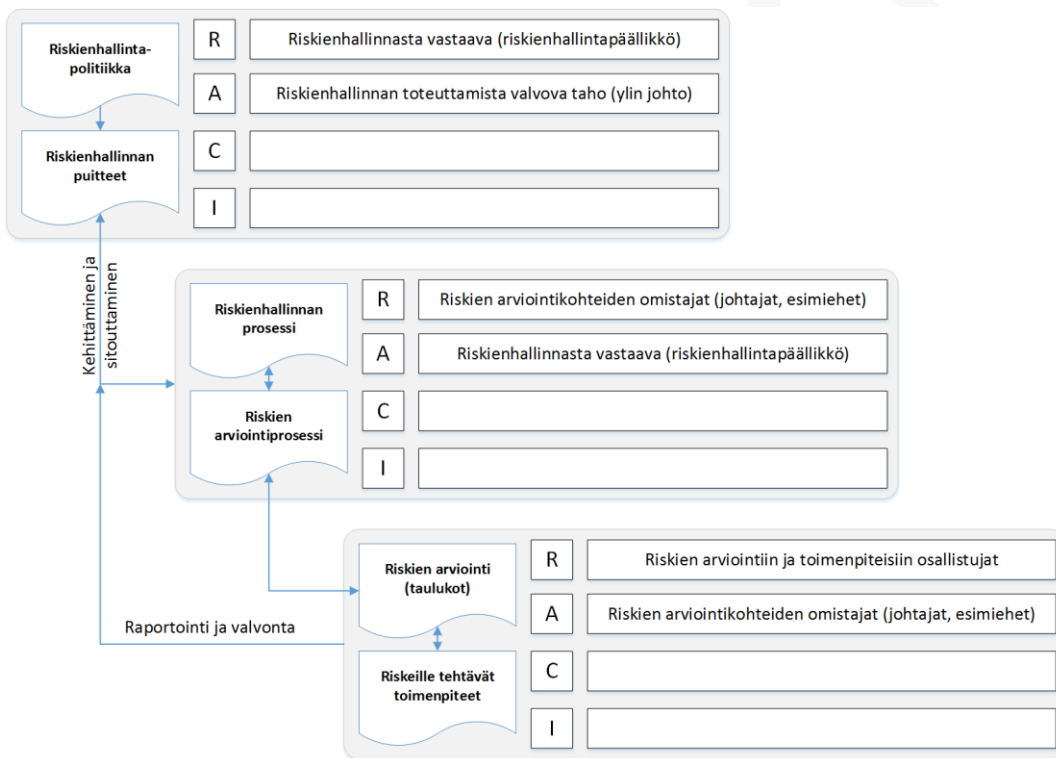 Riskienhallinta-
politiikka
R
Riskienhallinnasta vastaava (riskienhallintapäällikkö)
A
Riskienhallinnan toteuttamista valvova taho (ylin johto)
Riskienhallinnan
puitteet
C
I
Kehittäminen ja
sitouttaminen
Riskienhallinnan
prosessi
R
Riskien arviointikohteiden omistajat (johtajat, esimiehet)
A
Riskienhallinnasta vastaava (riskienhallintapäällikkö)
Riskien
arviointiprosessi
C
I
Riskien arviointi
(taulukot)
R
Riskien arviointiin ja toimenpiteisiin osallistujat
A
Riskien arviointikohteiden omistajat (johtajat, esimiehet)
Raportointi ja valvonta
Riskeille tehtävät
toimenpiteet
C
I